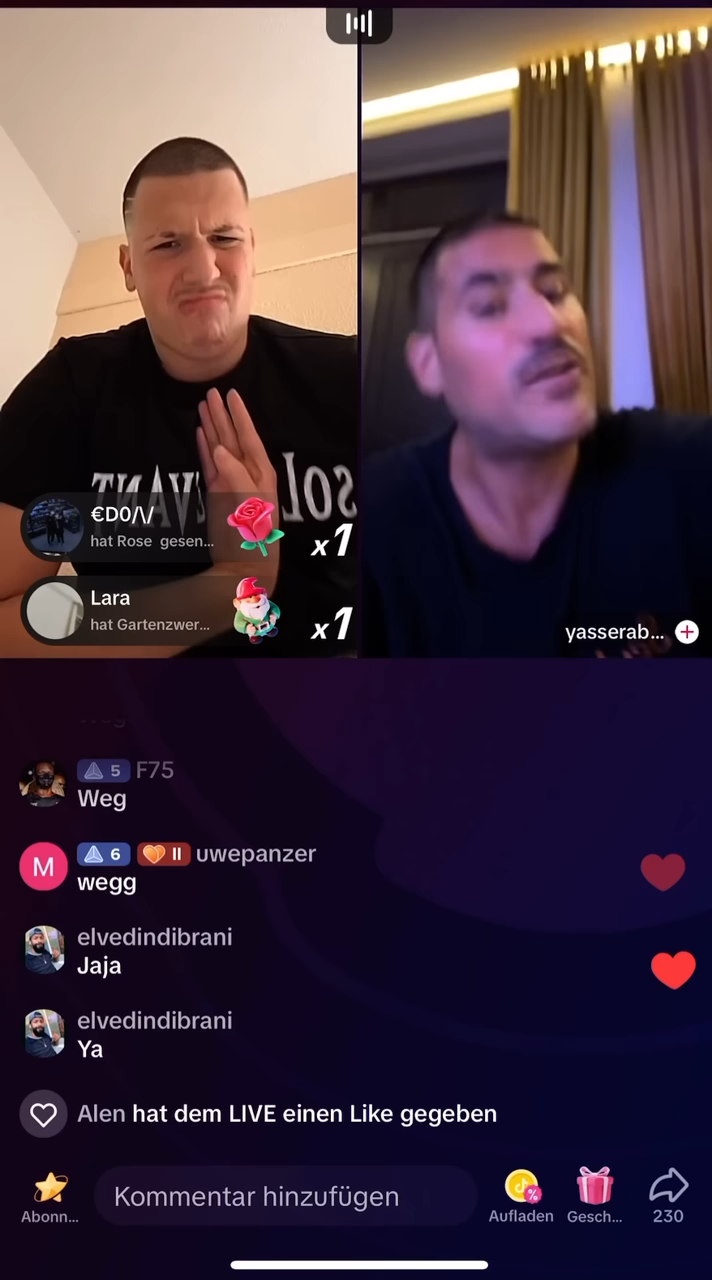 €D0/\/
hat Rose gesen...
x1
Lara
hat Gartenzwer...
x1
yasserab...
5 F75
Weg
M
6 II uwepanzer
wegg
elvedindibrani
Jaja
elvedindibrani
Ya
Alen hat dem LIVE einen Like gegeben
Abonn...
Kommentar hinzufügen
%
Aufladen
Gesch...
230